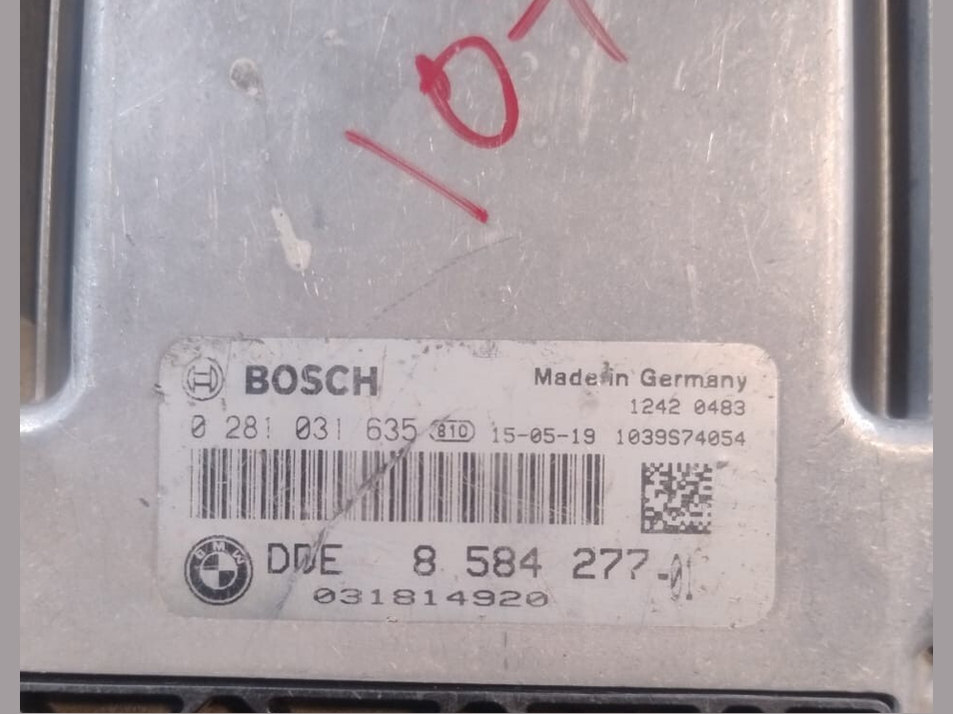 107
BOSCH
Made in Germany
1242 0483
0 281 031 635 810 15-05-19 1039S74054
BMW
DDE 8 584 277-01
031814920